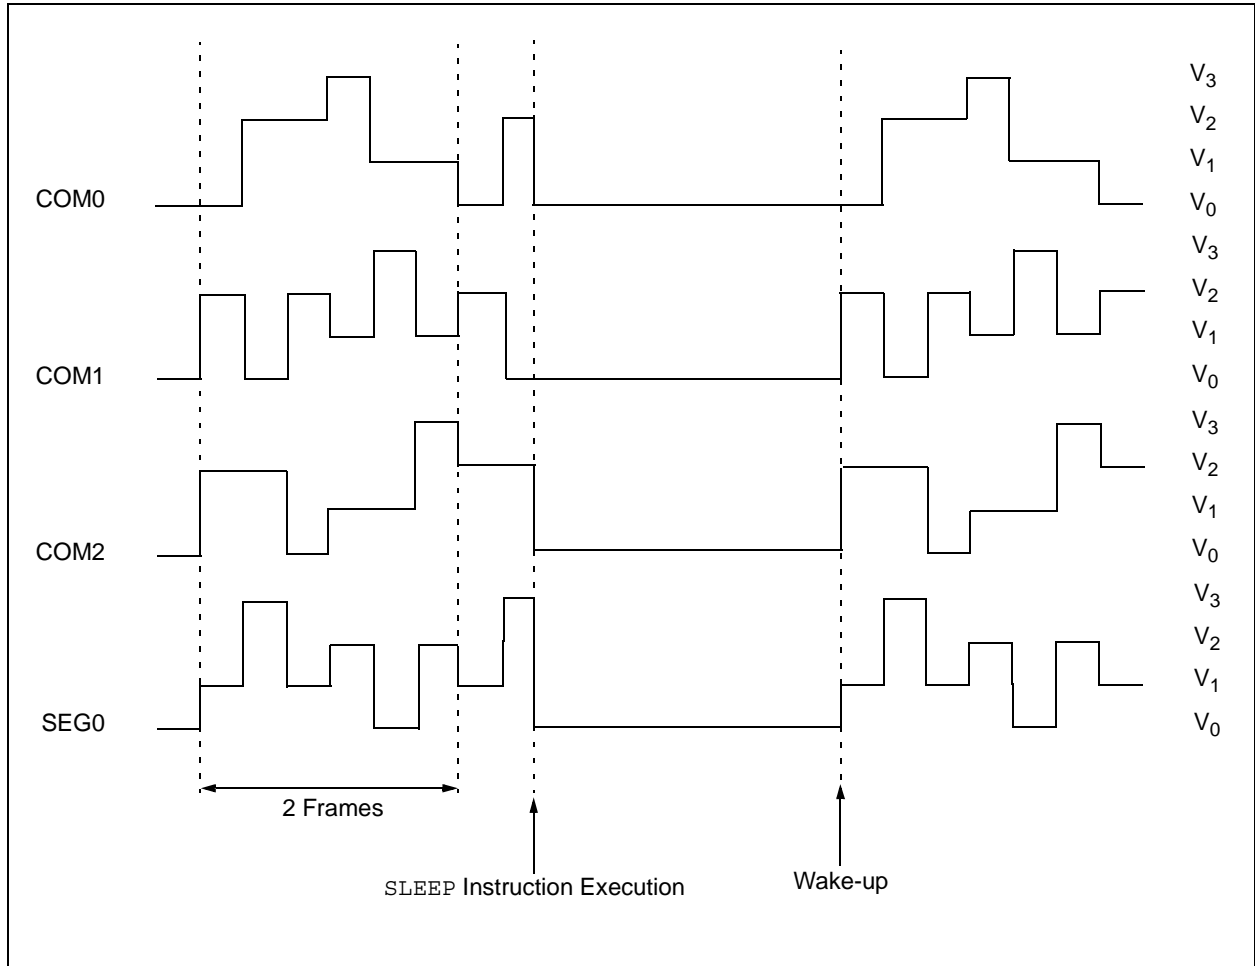 V3
V2
V1
COM0
V0
V3
V2
V1
COM1
V0
V3
V2
V1
COM2
V0
V3
V2
V1
SEG0
V0
2 Frames
SLEEP Instruction Execution
Wake-up